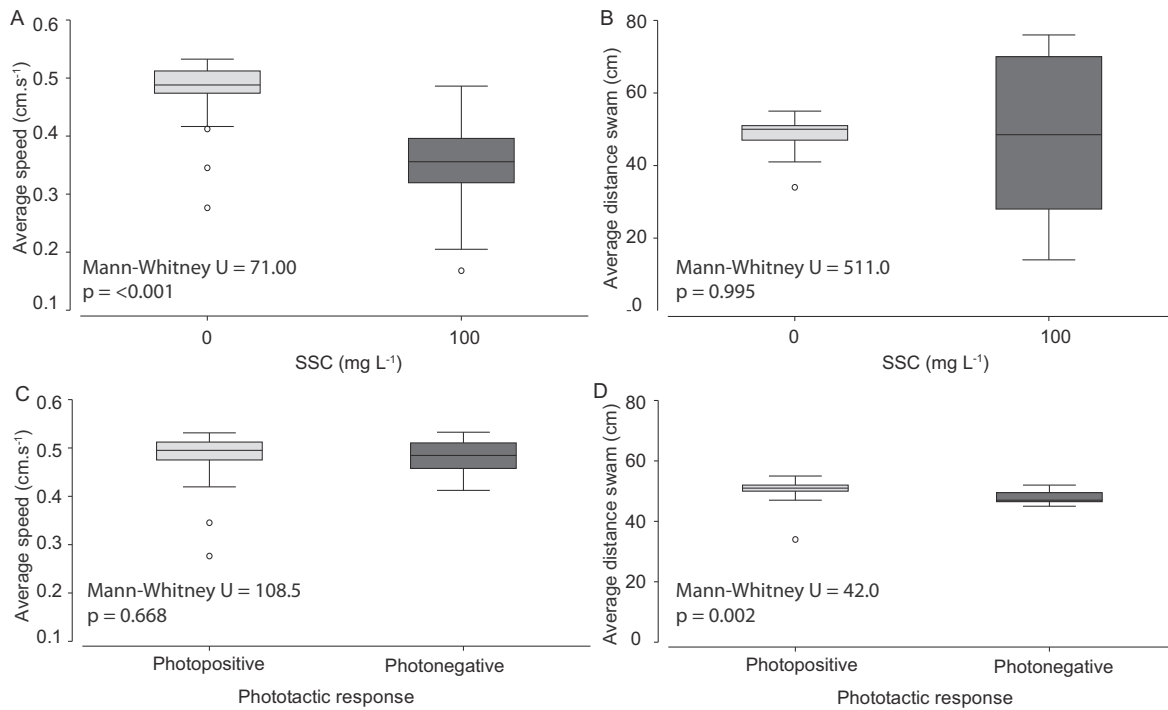 A
Average speed (cm.s-1)
0.6
0.5
0.4
0.3
0.2
0.1
Mann-Whitney U = 71.00
p = <0.001
0
100
SSC (mg L-1)
B
Average distance swam (cm)
80
60
40
20
-0
Mann-Whitney U = 511.0
p = 0.995
0
100
SSC (mg L-1)
C
Average speed (cm.s-1)
0.6
0.5
0.4
0.3
0.2
0.1
Mann-Whitney U = 108.5
p = 0.668
Photopositive
Photonegative
Phototactic response
D
Average distance swam (cm)
80
60
40
20
0
Mann-Whitney U = 42.0
p = 0.002
Photopositive
Photonegative
Phototactic response